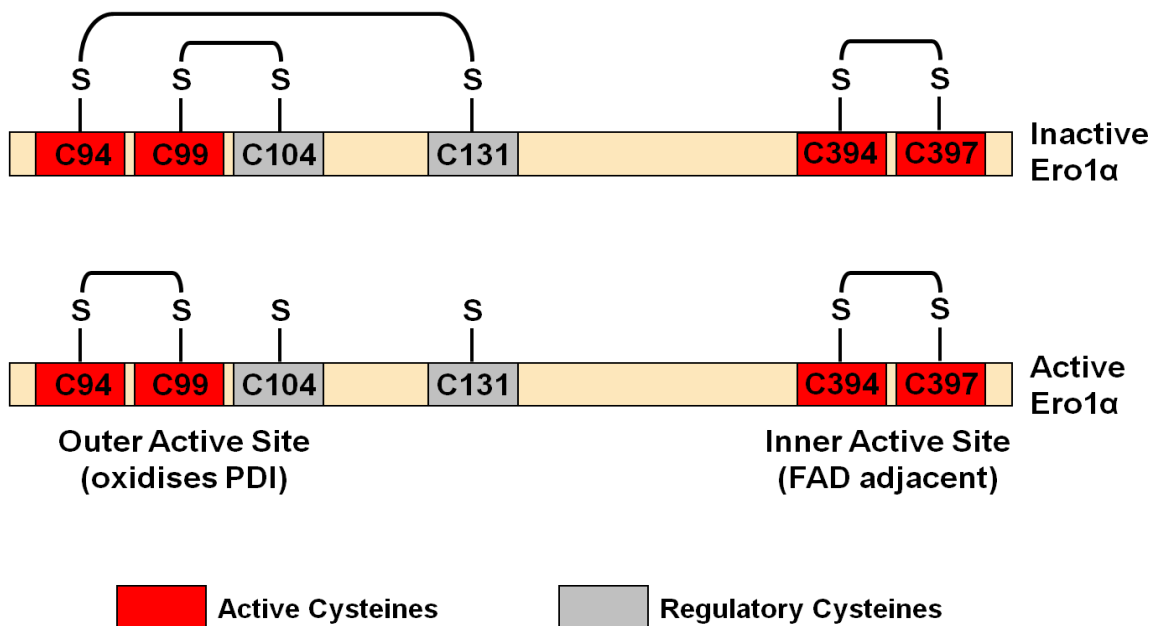 S S S S S S
C94 C99 C104 C131 C394 C397
Inactive
Ero1α
S S S S S S
C94 C99 C104 C131 C394 C397
Active
Ero1α
Outer Active Site
(oxidises PDI)
Inner Active Site
(FAD adjacent)
Active Cysteines
Regulatory Cysteines